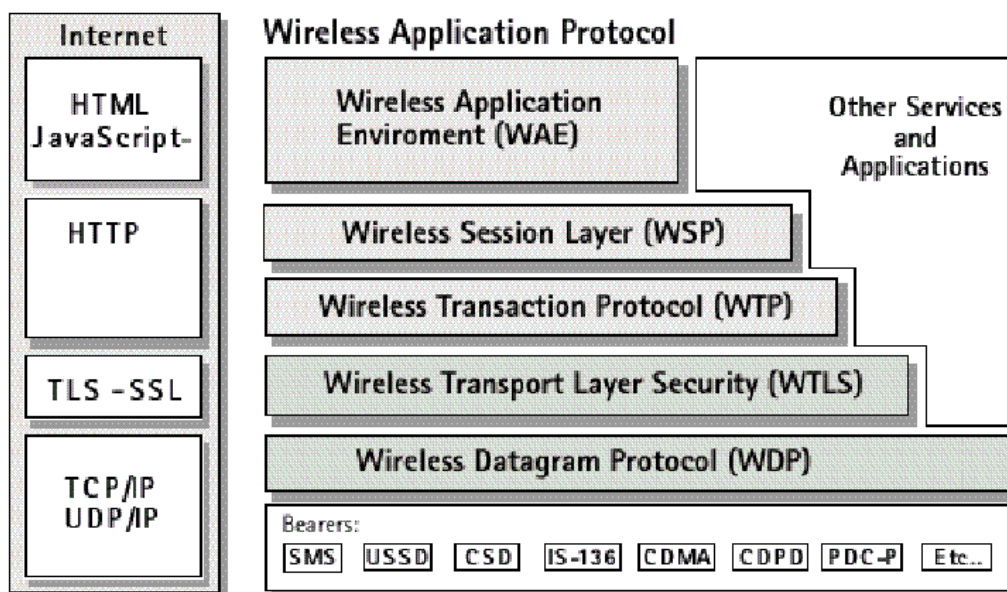 Internet
HTML
JavaScript-
HTTP
TLS -SSL
TCP/IP
UDP/IP
Wireless Application Protocol
Wireless Application
Enviroment (WAE)
Other Services
and
Applications
Wireless Session Layer (WSP)
Wireless Transaction Protocol (WTP)
Wireless Transport Layer Security (WTLS)
Wireless Datagram Protocol (WDP)
Bearers:
SMS USSD CSD IS-136 CDMA CDPD PDC-P Etc..